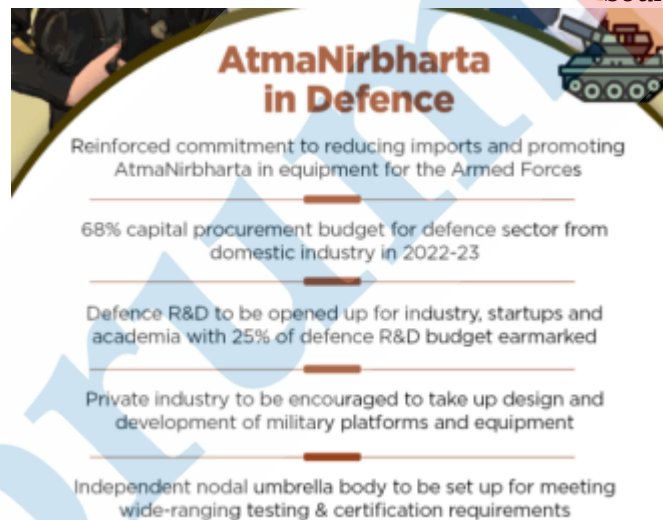 AtmaNirbharta
in Defence
Reinforced commitment to reducing imports and promoting
AtmaNirbharta in equipment for the Armed Forces
68% capital procurement budget for defence sector from
domestic industry in 2022-23
Defence R&D to be opened up for industry, startups and
academia with 25% of defence R&D budget earmarked
Private industry to be encouraged to take up design and
development of military platforms and equipment
Independent nodal umbrella body to be set up for meeting
wide-ranging testing & certification requirements